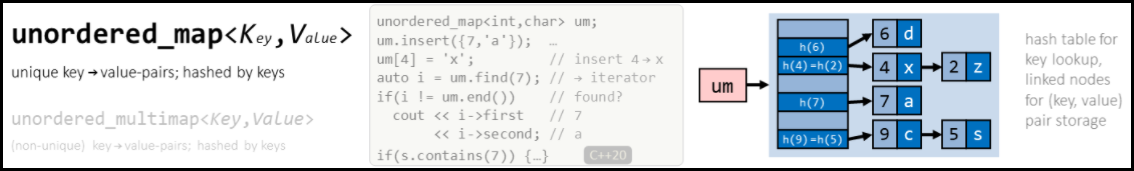 unordered_map<Key,Value>
unique key → value-pairs; hashed by keys
unordered_multimap<Key,Value>
(non-unique) key → value-pairs; hashed by keys
unordered_map<int,char> um;
um.insert({7,'a'}); …
um[4] = 'x'; // insert 4 → x
auto i = um.find(7); // → iterator
if(i != um.end()) // found?
cout << i->first // 7
<< i->second; // a
if(s.contains(7)) {…} C++20
um
h(6)
h(4)=h(2)
h(7)
h(9)=h(5)
6 d
4 x 2 z
7 a
9 c 5 s
hash table for
key lookup,
linked nodes
for (key, value)
pair storage